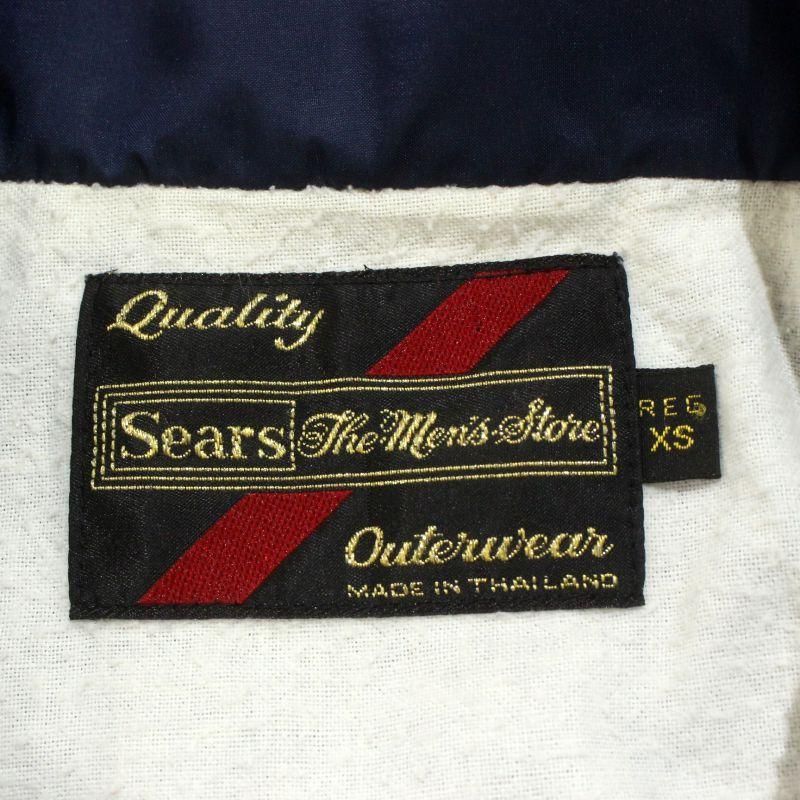 Quality
Sears The Men's Store
Outerwear
MADE IN THAILAND
REG
XS